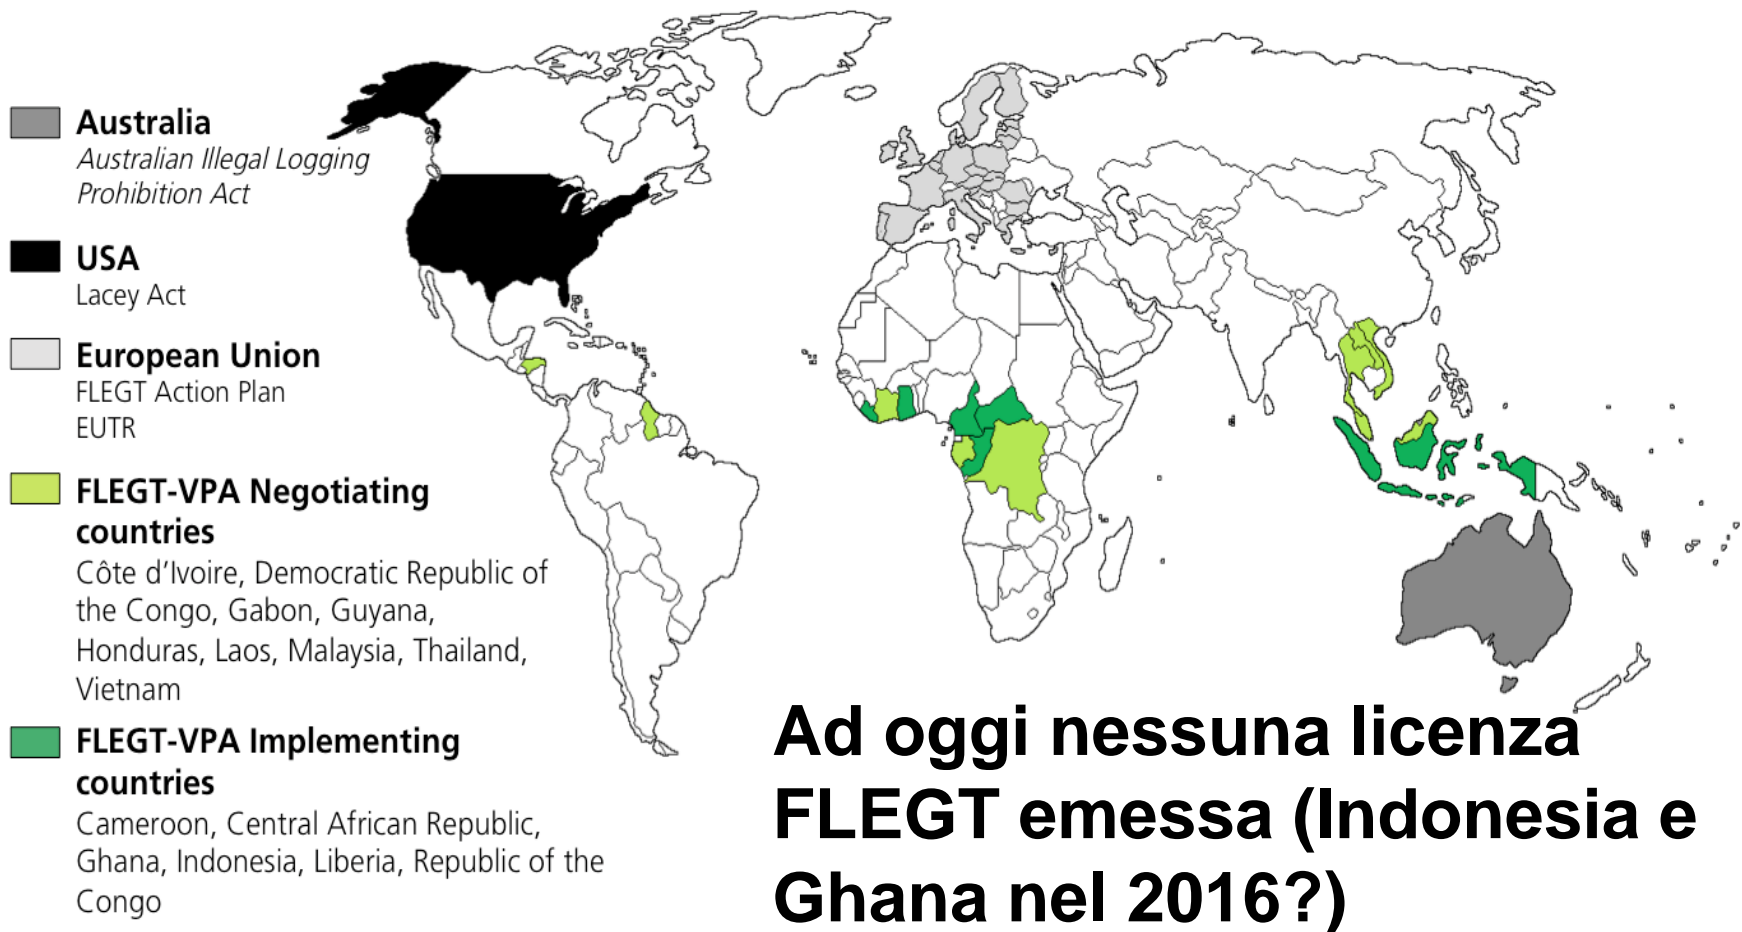 Australia
Australian Illegal Logging
Prohibition Act
USA
Lacey Act
European Union
FLEGT Action Plan
EUTR
FLEGT-VPA Negotiating
countries
Côte d’Ivoire, Democratic Republic of
the Congo, Gabon, Guyana,
Honduras, Laos, Malaysia, Thailand,
Vietnam
FLEGT-VPA Implementing
countries
Cameroon, Central African Republic,
Ghana, Indonesia, Liberia, Republic of the
Congo
Ad oggi nessuna licenza
FLEGT emessa (Indonesia e
Ghana nel 2016?)